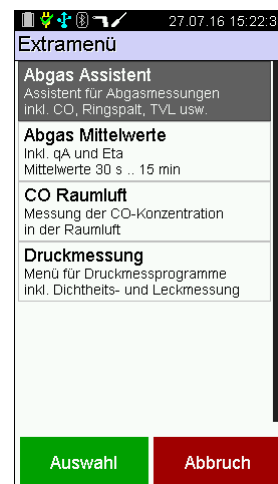 27.07.16 15:22:3
Extramenü
Abgas Assistent
Assistent für Abgasmessungen
inkl. CO, Ringspalt, TVL usw.
Abgas Mittelwerte
Inkl. qA und Eta
Mittelwerte 30 s .. 15 min
CO Raumluft
Messung der CO-Konzentration
in der Raumluft
Druckmessung
Menü für Druckmessprogramme
inkl. Dichtheits- und Leckmessung
Auswahl Abbruch